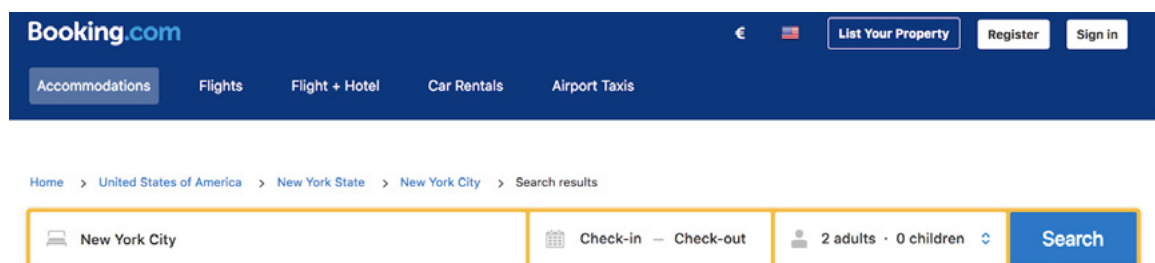 Booking.com € List Your Property Register Sign in
Accommodations Flights Flight + Hotel Car Rentals Airport Taxis
Home > United States of America > New York State > New York City > Search results
New York City Check-in — Check-out 2 adults · 0 children Search